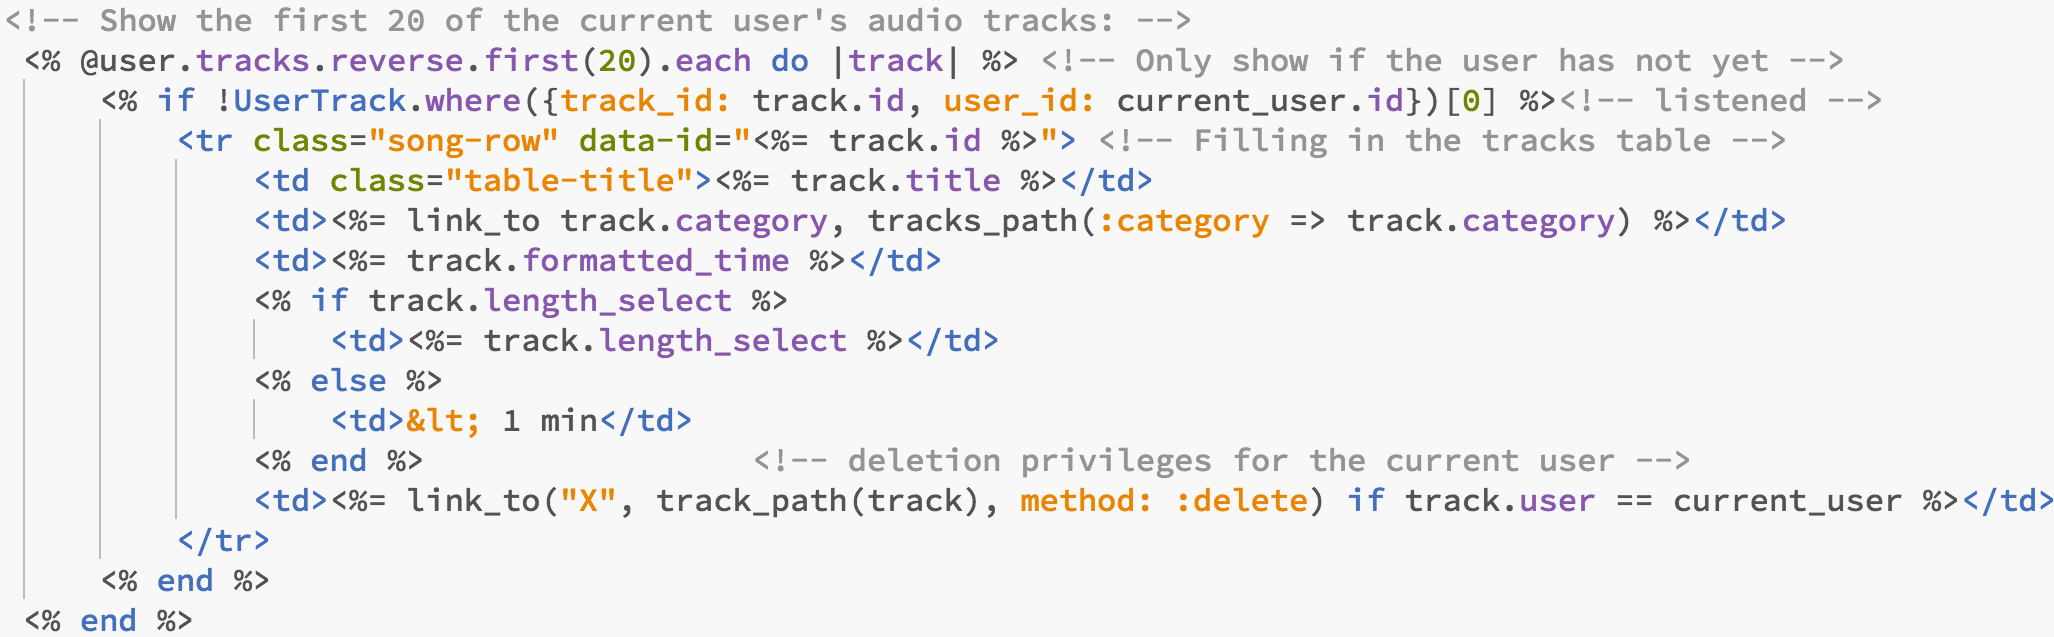 <!-- Show the first 20 of the current user's audio tracks: -->
<% @user.tracks.reverse.first(20).each do |track| %> <!-- Only show if the user has not yet -->
<% if !UserTrack.where({track_id: track.id, user_id: current_user.id})[0] %><!-- listened -->
<tr class="song-row" data-id="<%= track.id %>"> <!-- Filling in the tracks table -->
<td class="table-title"><%= track.title %></td>
<td><%= link_to track.category, tracks_path(:category => track.category) %></td>
<td><%= track.formatted_time %></td>
<% if track.length_select %>
<td><%= track.length_select %></td>
<% else %>
<td>&lt; 1 min</td>
<% end %> <!-- deletion privileges for the current user -->
<td><%= link_to("X", track_path(track), method: :delete) if track.user == current_user %></td>
</tr>
<% end %>
<% end %>